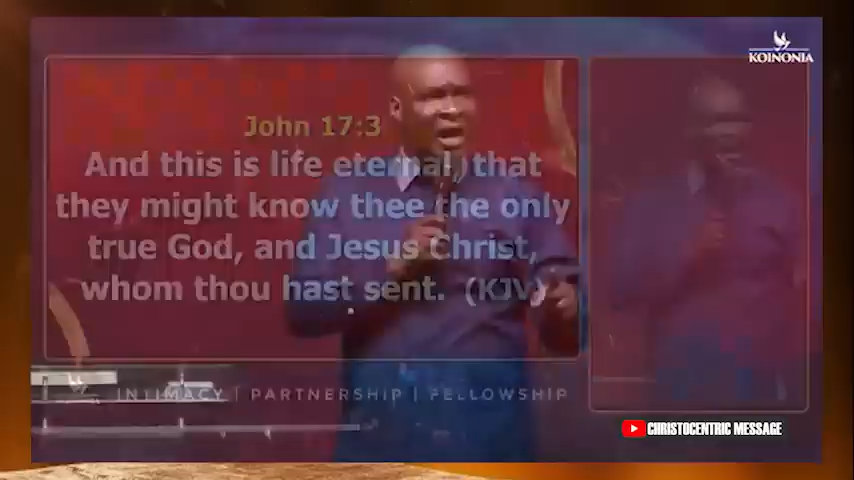 KOINONIA
John 17:3
And this is life eternal, that
they might know thee the only
true God, and Jesus Christ,
whom thou hast sent. (KJV)
INTIMACY | PARTNERSHIP | FELLOWSHIP
CHRISTOCENTRIC MESSAGE